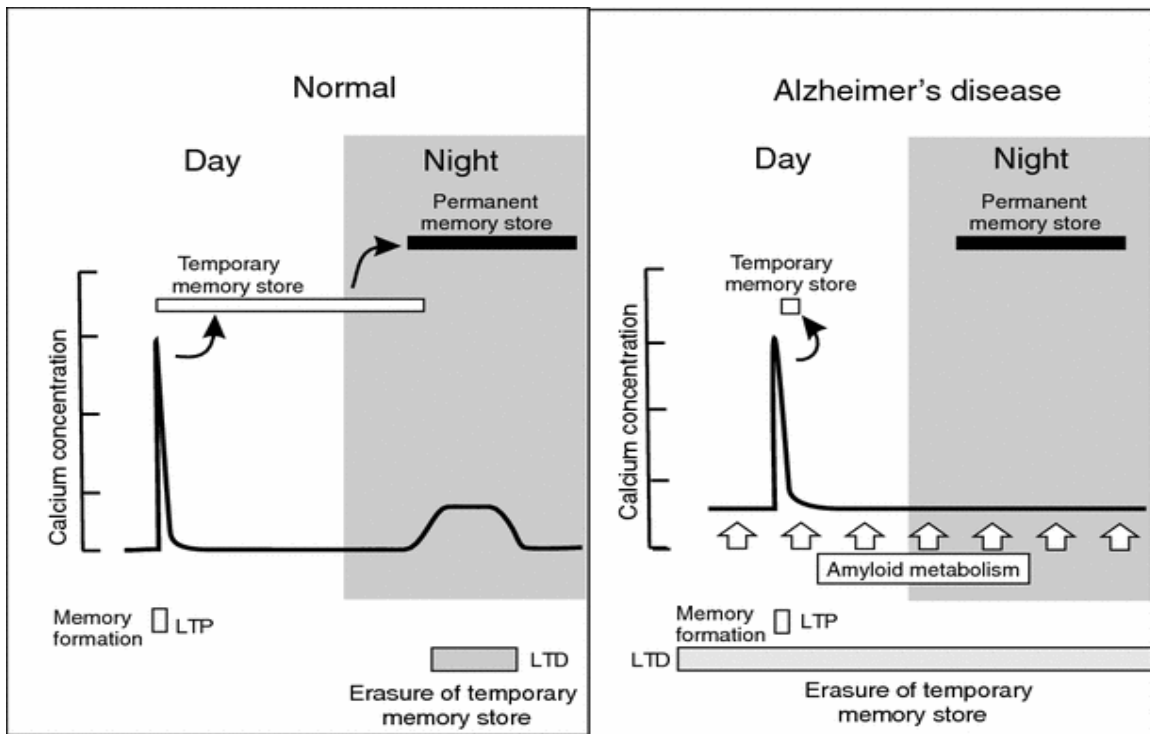 Normal
Day
Night
Permanent
memory store
Temporary
memory store
Calcium concentration
Memory
formation
LTP
LTD
Erasure of temporary
memory store
Alzheimer's disease
Day
Night
Permanent
memory store
Temporary
memory store
Calcium concentration
Amyloid metabolism
Memory
formation
LTP
LTD
Erasure of temporary
memory store